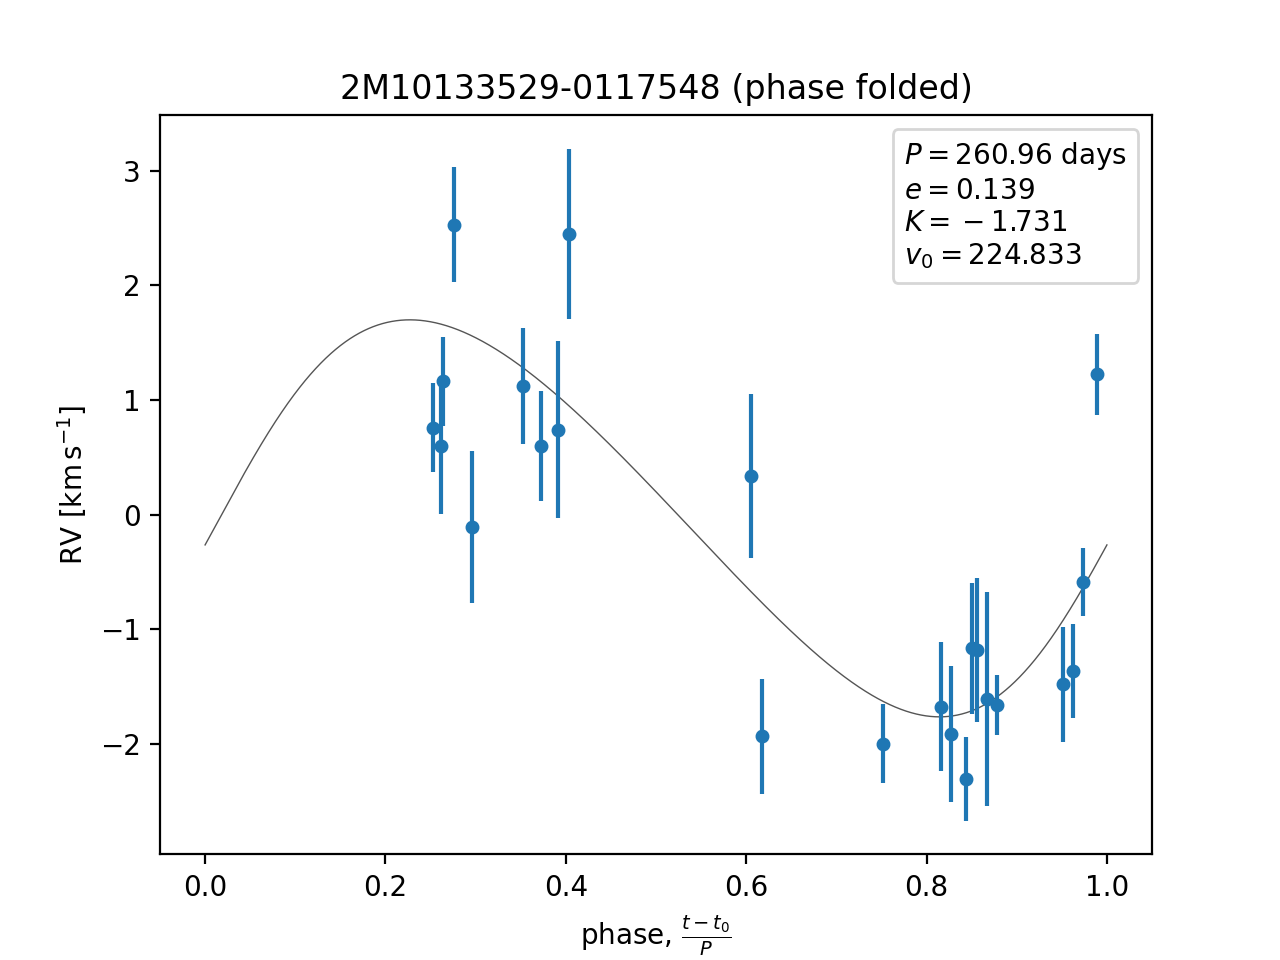 2M10133529-0117548 (phase folded)
P = 260.96 days
e = 0.139
K = −1.731
v₀ = 224.833
3
2
1
0
−1
−2
RV [km s⁻¹]
0.0 0.2 0.4 0.6 0.8 1.0
phase, (t − t₀)/P